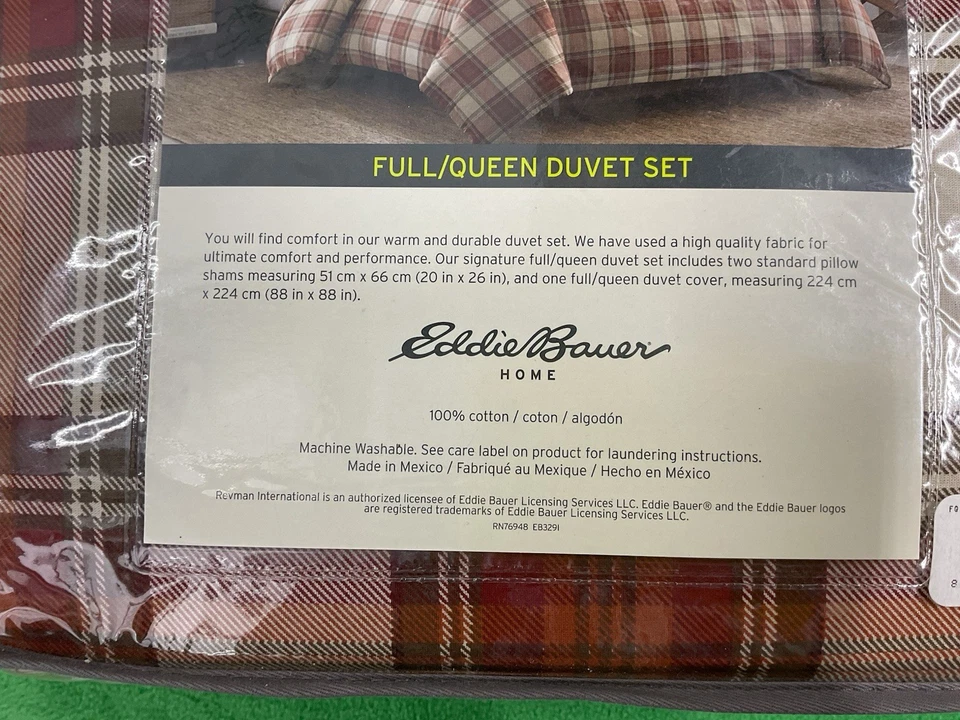 FULL/QUEEN DUVET SET
You will find comfort in our warm and durable duvet set. We have used a high quality fabric for
ultimate comfort and performance. Our signature full/queen duvet set includes two standard pillow
shams measuring 51 cm x 66 cm (20 in x 26 in), and one full/queen duvet cover, measuring 224 cm
x 224 cm (88 in x 88 in).
Eddie Bauer
HOME
100% cotton / coton / algodón
Machine Washable. See care label on product for laundering instructions.
Made in Mexico / Fabriqué au Mexique / Hecho en México
Revman International is an authorized licensee of Eddie Bauer Licensing Services LLC. Eddie Bauer® and the Eddie Bauer logos
are registered trademarks of Eddie Bauer Licensing Services LLC.
RN76948 EB3291
8